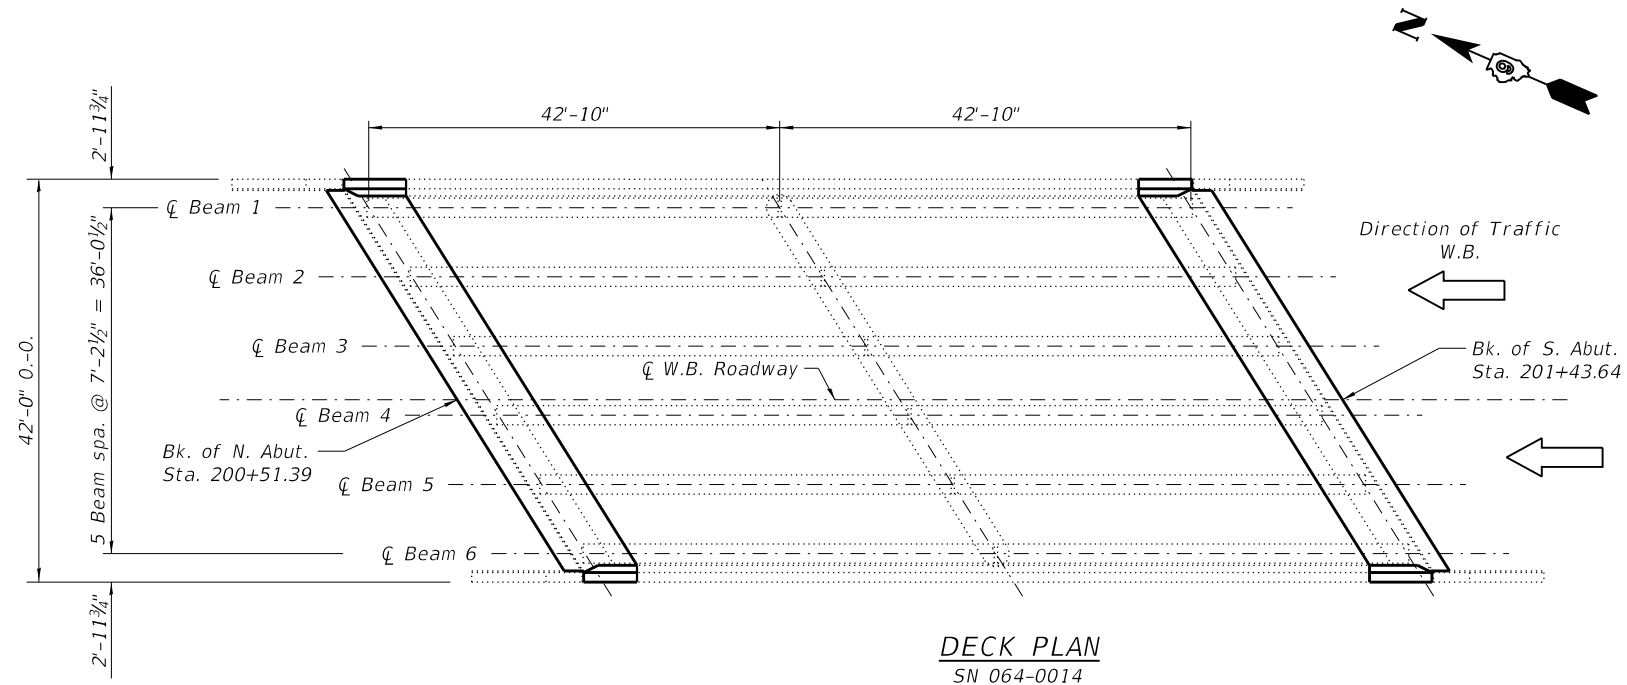 N
42'-10"
42'-10"
2'-11¾"
℄ Beam 1
Direction of Traffic
W.B.
℄ Beam 2
5 Beam spa. @ 7'-2½" = 36'-0½"
42'-0" O.-O.
℄ Beam 3
℄ W.B. Roadway
Bk. of S. Abut.
Sta. 201+43.64
℄ Beam 4
Bk. of N. Abut.
Sta. 200+51.39
℄ Beam 5
℄ Beam 6
2'-11¾"
DECK PLAN
SN 064-0014